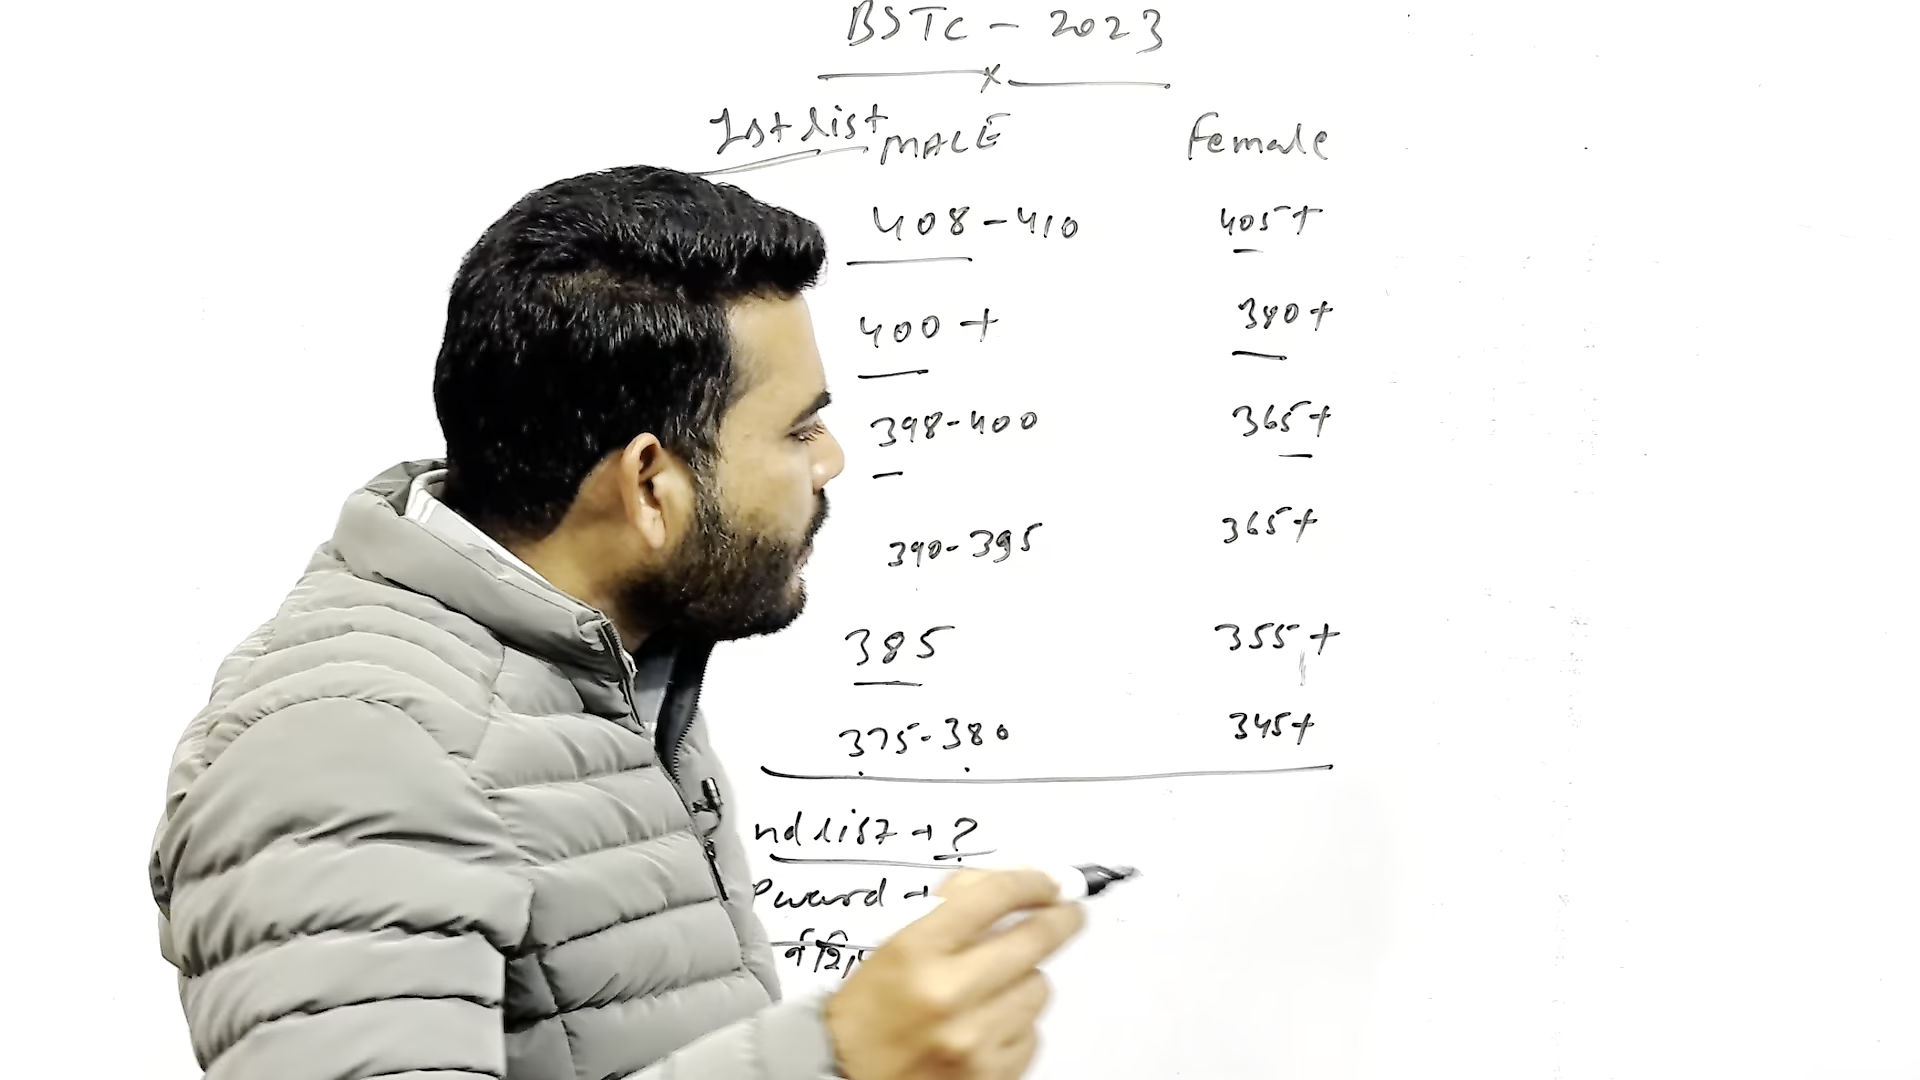 BSTC - 2023
x
1st list MALE Female
408-410 405+
400+ 380+
398-400 365+
390-395 365+
385 355+
375-380 345+
nd list → ?
Pward →